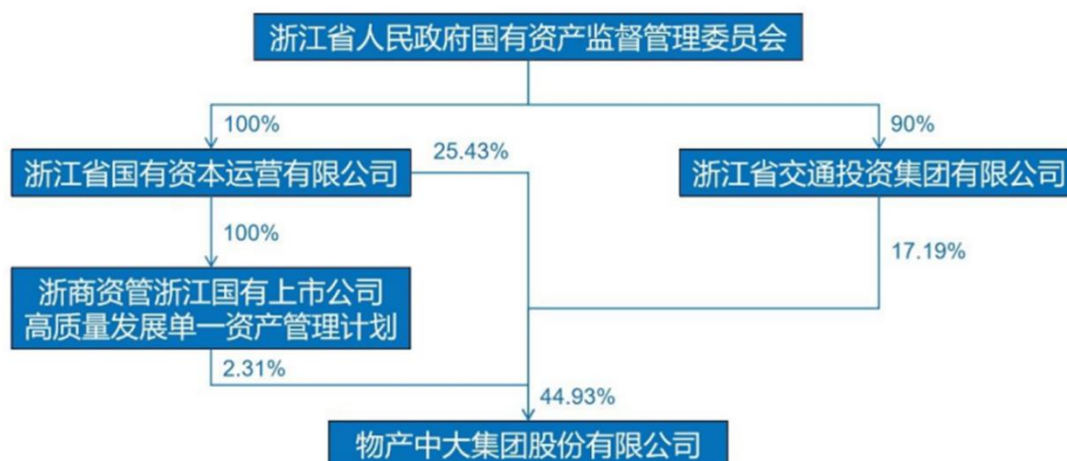 浙江省人民政府国有资产监督管理委员会
100%
90%
浙江省国有资本运营有限公司
25.43%
浙江省交通投资集团有限公司
100%
17.19%
浙商资管浙江国有上市公司
高质量发展单一资产管理计划
2.31%
44.93%
物产中大集团股份有限公司